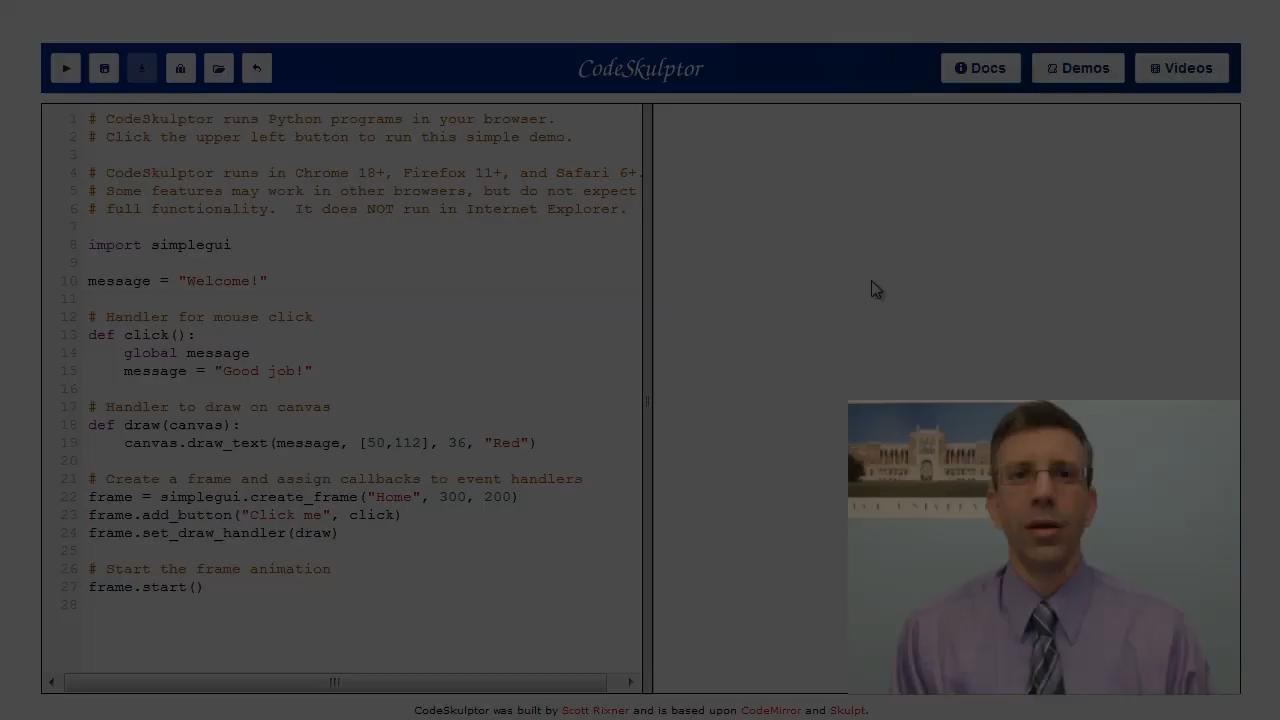 CodeSkulptor
Docs
Demos
Videos
1 # CodeSkulptor runs Python programs in your browser.
2 # Click the upper left button to run this simple demo.
3
4 # CodeSkulptor runs in Chrome 18+, Firefox 11+, and Safari 6+.
5 # Some features may work in other browsers, but do not expect
6 # full functionality.  It does NOT run in Internet Explorer.
7
8 import simplegui
9
10 message = "Welcome!"
11
12 # Handler for mouse click
13 def click():
14     global message
15     message = "Good job!"
16
17 # Handler to draw on canvas
18 def draw(canvas):
19     canvas.draw_text(message, [50,112], 36, "Red")
20
21 # Create a frame and assign callbacks to event handlers
22 frame = simplegui.create_frame("Home", 300, 200)
23 frame.add_button("Click me", click)
24 frame.set_draw_handler(draw)
25
26 # Start the frame animation
27 frame.start()
28
CodeSkulptor was built by Scott Rixner and is based upon CodeMirror and Skulpt.